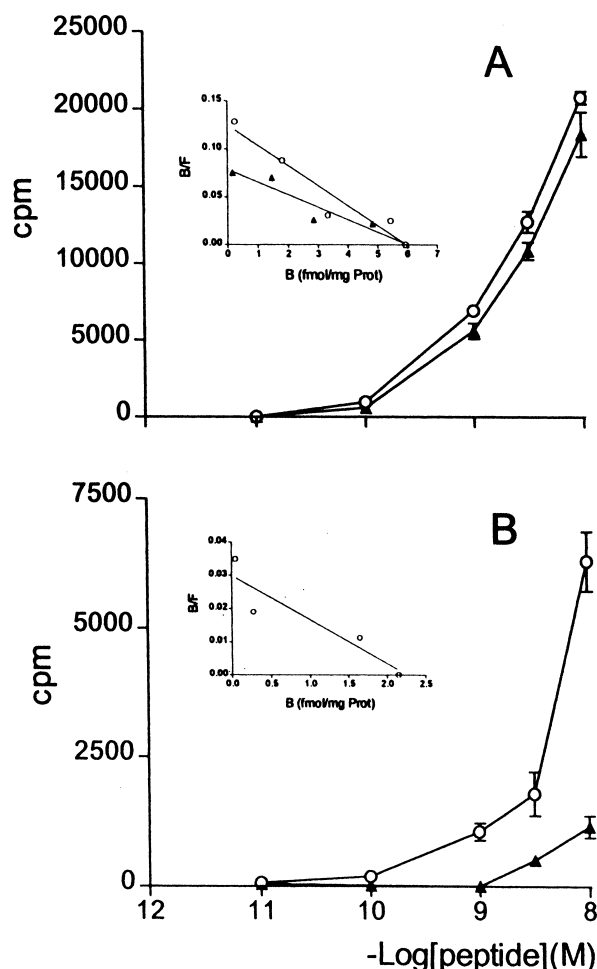 A
cpm
25000
20000
15000
10000
5000
0
B/F
0.15
0.10
0.05
0.00
0 1 2 3 4 5 6 7
B (fmol/mg Prot)
B
cpm
7500
5000
2500
0
B/F
0.04
0.03
0.02
0.01
0.00
0.0 0.5 1.0 1.5 2.0 2.5
B (fmol/mg Prot)
12 11 10 9 8
-Log[peptide](M)